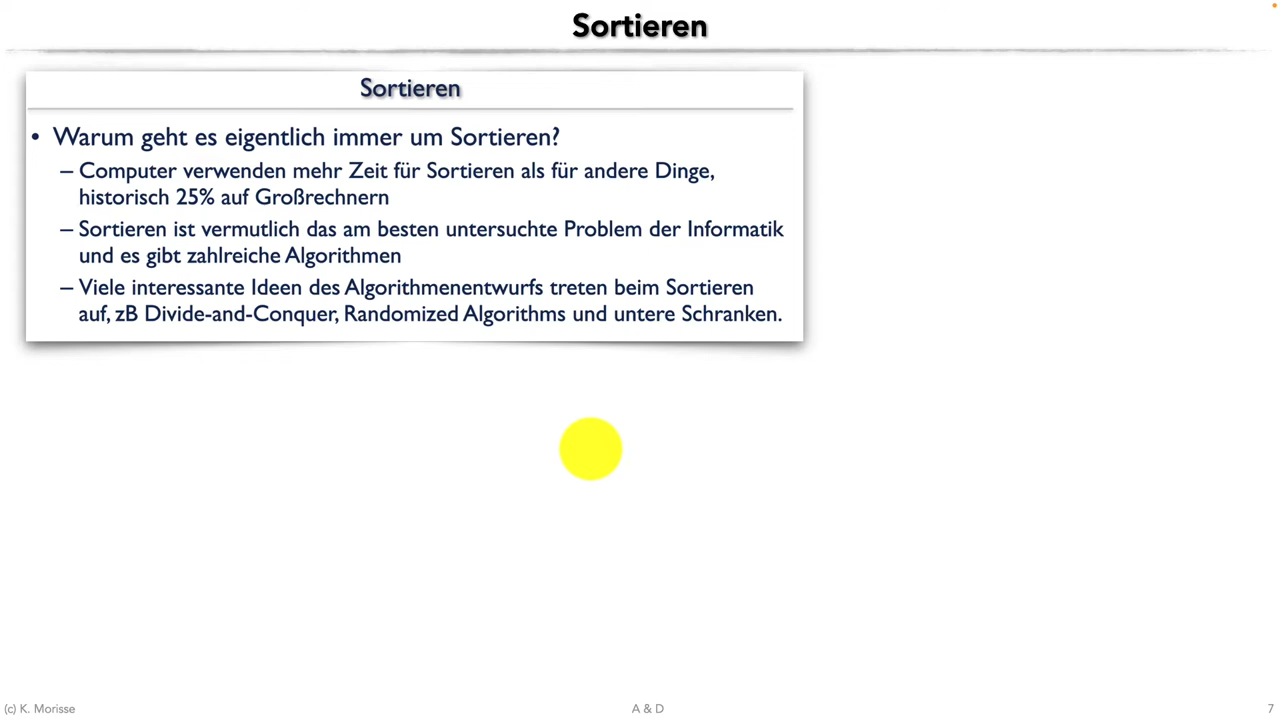 Sortieren
Sortieren
• Warum geht es eigentlich immer um Sortieren?
– Computer verwenden mehr Zeit für Sortieren als für andere Dinge,
historisch 25% auf Großrechnern
– Sortieren ist vermutlich das am besten untersuchte Problem der Informatik
und es gibt zahlreiche Algorithmen
– Viele interessante Ideen des Algorithmenentwurfs treten beim Sortieren
auf, zB Divide-and-Conquer, Randomized Algorithms und untere Schranken.
(c) K. Morisse
A & D
7